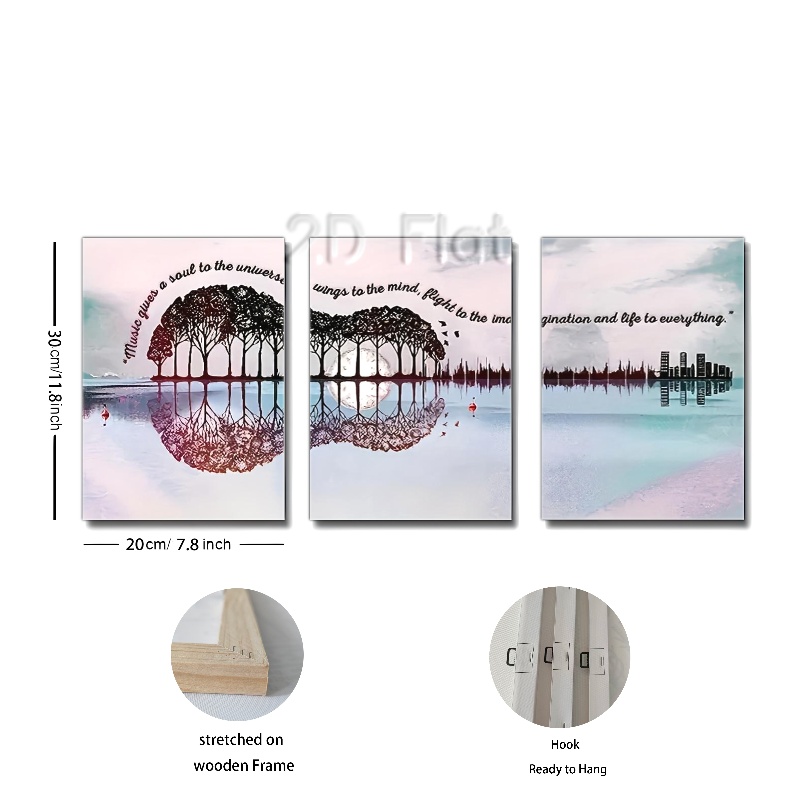 2D Flat
"Music gives a soul to the universe
wings to the mind, flight to the ima
gination and life to everything."
30cm/11.8inch
20cm/ 7.8 inch
stretched on
wooden Frame
Hook
Ready to Hang